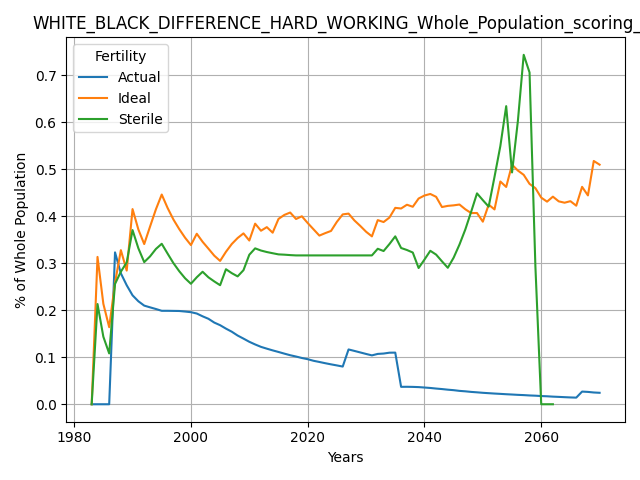 WHITE_BLACK_DIFFERENCE_HARD_WORKING_Whole_Population_scoring_
Fertility
Actual
Ideal
Sterile
% of Whole Population
0.7
0.6
0.5
0.4
0.3
0.2
0.1
0.0
1980 2000 2020 2040 2060
Years